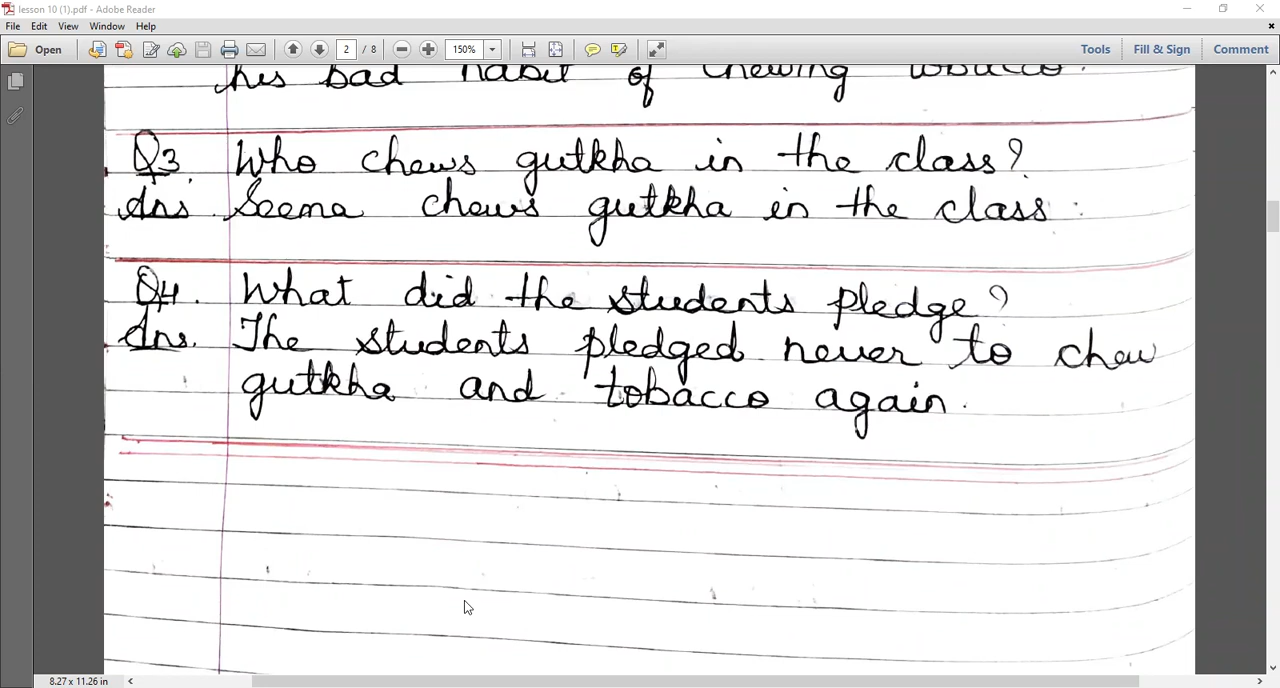 lesson 10 (1).pdf - Adobe Reader
File Edit View Window Help
Open 2 / 8 150% Tools Fill & Sign Comment
his bad habit of chewing tobacco.
Q3. Who chews gutkha in the class?
Ans. Seema chews gutkha in the class.
Q4. What did the students pledge?
Ans. The students pledged never to chew
gutkha and tobacco again.
8.27 x 11.26 in